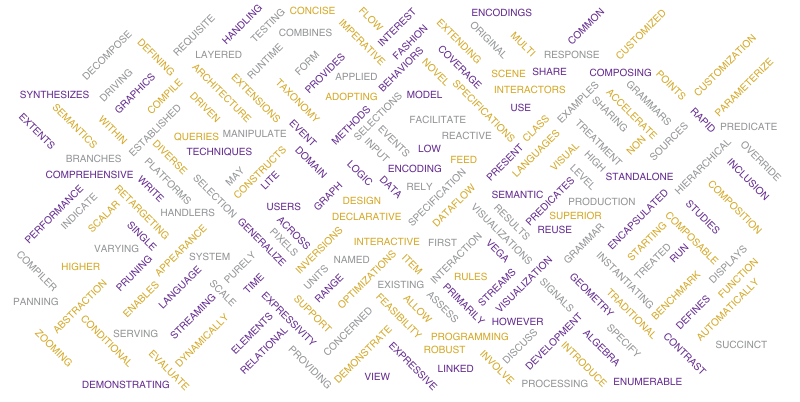 CONCISE
ENCODINGS
FLOW
INTEREST
COMMON
CUSTOMIZED
HANDLING
TESTING
REQUISITE
COMBINES
IMPERATIVE
FASHION
EXTENDING
ORIGINAL
MULTI
RESPONSE
CUSTOMIZATION
DECOMPOSE
DEFINING
LAYERED
RUNTIME
FORM
BEHAVIORS
COVERAGE
DRIVING
GRAPHICS
ARCHITECTURE
EXTENSIONS
TAXONOMY
PROVIDES
APPLIED
NOVEL
SCENE
SHARE
COMPOSING
POINTS
PARAMETERIZE
SYNTHESIZES
COMPILE
DRIVEN
ADOPTING
MODEL
SPECIFICATIONS
INTERACTORS
EXAMPLES
SHARING
GRAMMARS
ACCELERATE
EXTENTS
SEMANTICS
WITHIN
ESTABLISHED
QUERIES
MANIPULATE
EVENT
METHODS
SELECTIONS
FACILITATE
USE
CLASS
TREATMENT
NON
RAPID
PREDICATE
REACTIVE
EVENTS
INPUT
LOW
LANGUAGES
VISUAL
HIGH
LEVEL
SOURCES
OVERRIDE
BRANCHES
DIVERSE
TECHNIQUES
CONSTRUCTS
DOMAIN
LOGIC
ENCODING
FEED
PRESENT
STANDALONE
HIERARCHICAL
INCLUSION
COMPREHENSIVE
PLATFORMS
MAY
LITE
DATA
RELY
SPECIFICATION
SEMANTIC
PREDICATES
PRODUCTION
COMPOSITION
PERFORMANCE
INDICATE
SCALAR
RETARGETING
WRITE
SELECTION
USERS
GRAPH
DESIGN
DECLARATIVE
DATAFLOW
VISUALIZATIONS
RESULTS
SUPERIOR
REUSE
ENCAPSULATED
STUDIES
HANDLERS
SINGLE
GENERALIZE
PIXELS
ACROSS
INVERSIONS
INTERACTIVE
FIRST
VEGA
GRAMMAR
STARTING
COMPOSABLE
VARYING
APPEARANCE
SYSTEM
UNITS
NAMED
ITEM
INTERACTION
INSTANTIATING
TREATED
RUN
DISPLAYS
COMPILER
HIGHER
PRUNING
LANGUAGE
PURELY
TIME
RANGE
OPTIMIZATIONS
EXISTING
RULES
STREAMS
VISUALIZATION
GEOMETRY
BENCHMARK
FUNCTION
PANNING
ABSTRACTION
ENABLES
SCALE
EXPRESSIVITY
SUPPORT
ALLOW
ASSESS
PRIMARILY
SIGNALS
TRADITIONAL
DEFINES
AUTOMATICALLY
ZOOMING
CONDITIONAL
SERVING
STREAMING
DYNAMICALLY
ELEMENTS
CONCERNED
FEASIBILITY
PROGRAMMING
HOWEVER
DISCUSS
DEVELOPMENT
ALGEBRA
SPECIFY
CONTRAST
SUCCINCT
EVALUATE
RELATIONAL
PROVIDING
DEMONSTRATE
ROBUST
EXPRESSIVE
LINKED
INVOLVE
INTRODUCE
DEMONSTRATING
VIEW
PROCESSING
ENUMERABLE